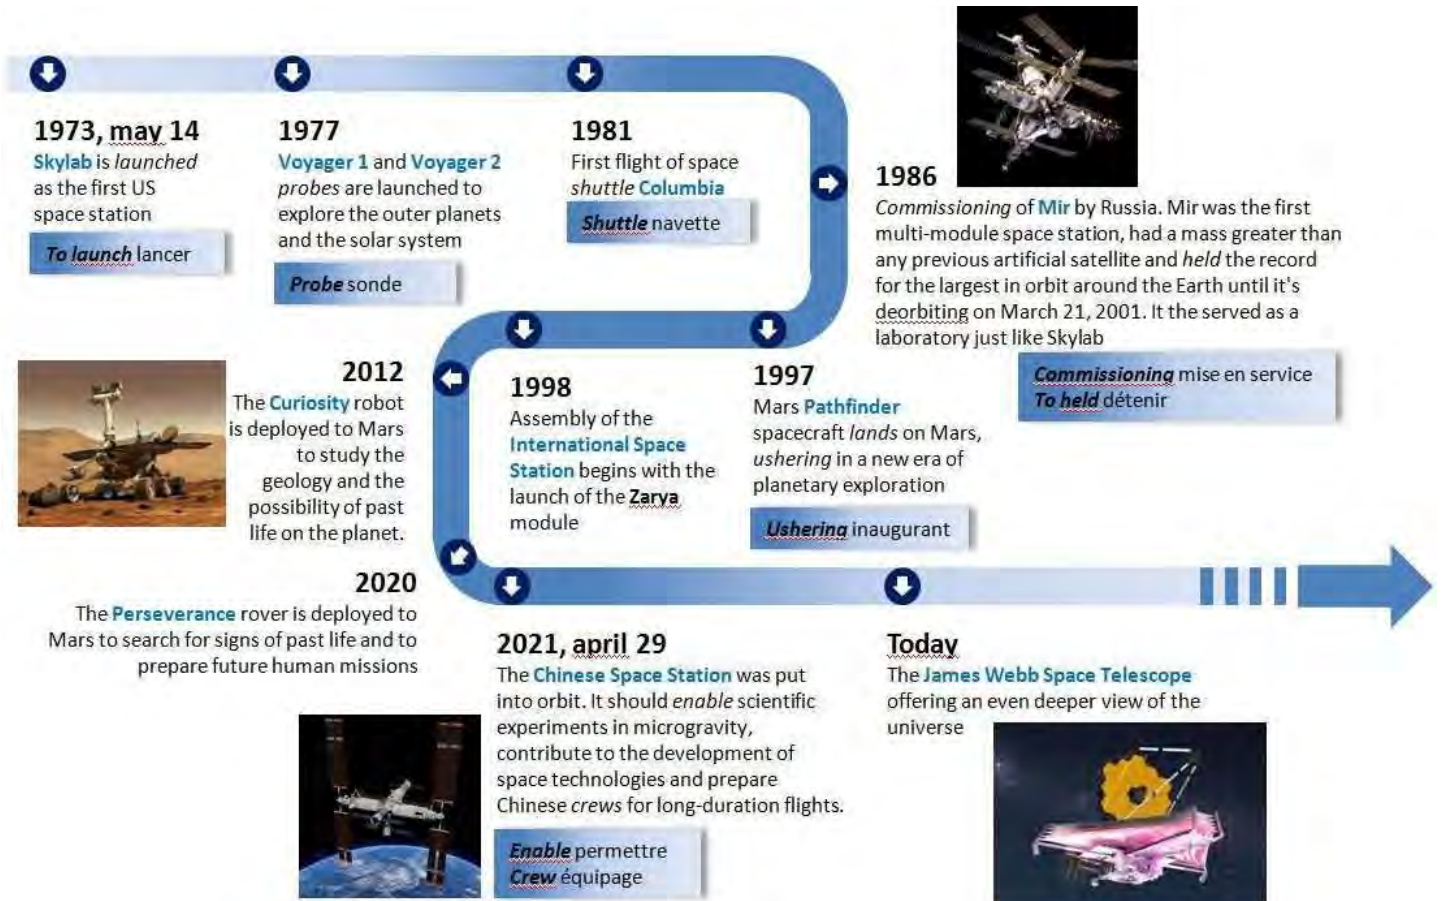 1973, may 14
Skylab is launched
as the first US
space station
To launch lancer
1977
Voyager 1 and Voyager 2
probes are launched to
explore the outer planets
and the solar system
Probe sonde
1981
First flight of space
shuttle Columbia
Shuttle navette
1986
Commissioning of Mir by Russia. Mir was the first
multi-module space station, had a mass greater than
any previous artificial satellite and held the record
for the largest in orbit around the Earth until it's
deorbiting on March 21, 2001. It the served as a
laboratory just like Skylab
Commissioning mise en service
To held détenir
1997
Mars Pathfinder
spacecraft lands on Mars,
ushering in a new era of
planetary exploration
Ushering inaugurant
1998
Assembly of the
International Space
Station begins with the
launch of the Zarya
module
2012
The Curiosity robot
is deployed to Mars
to study the
geology and the
possibility of past
life on the planet.
2020
The Perseverance rover is deployed to
Mars to search for signs of past life and to
prepare future human missions
2021, april 29
The Chinese Space Station was put
into orbit. It should enable scientific
experiments in microgravity,
contribute to the development of
space technologies and prepare
Chinese crews for long-duration flights.
Enable permettre
Crew équipage
Today
The James Webb Space Telescope
offering an even deeper view of the
universe